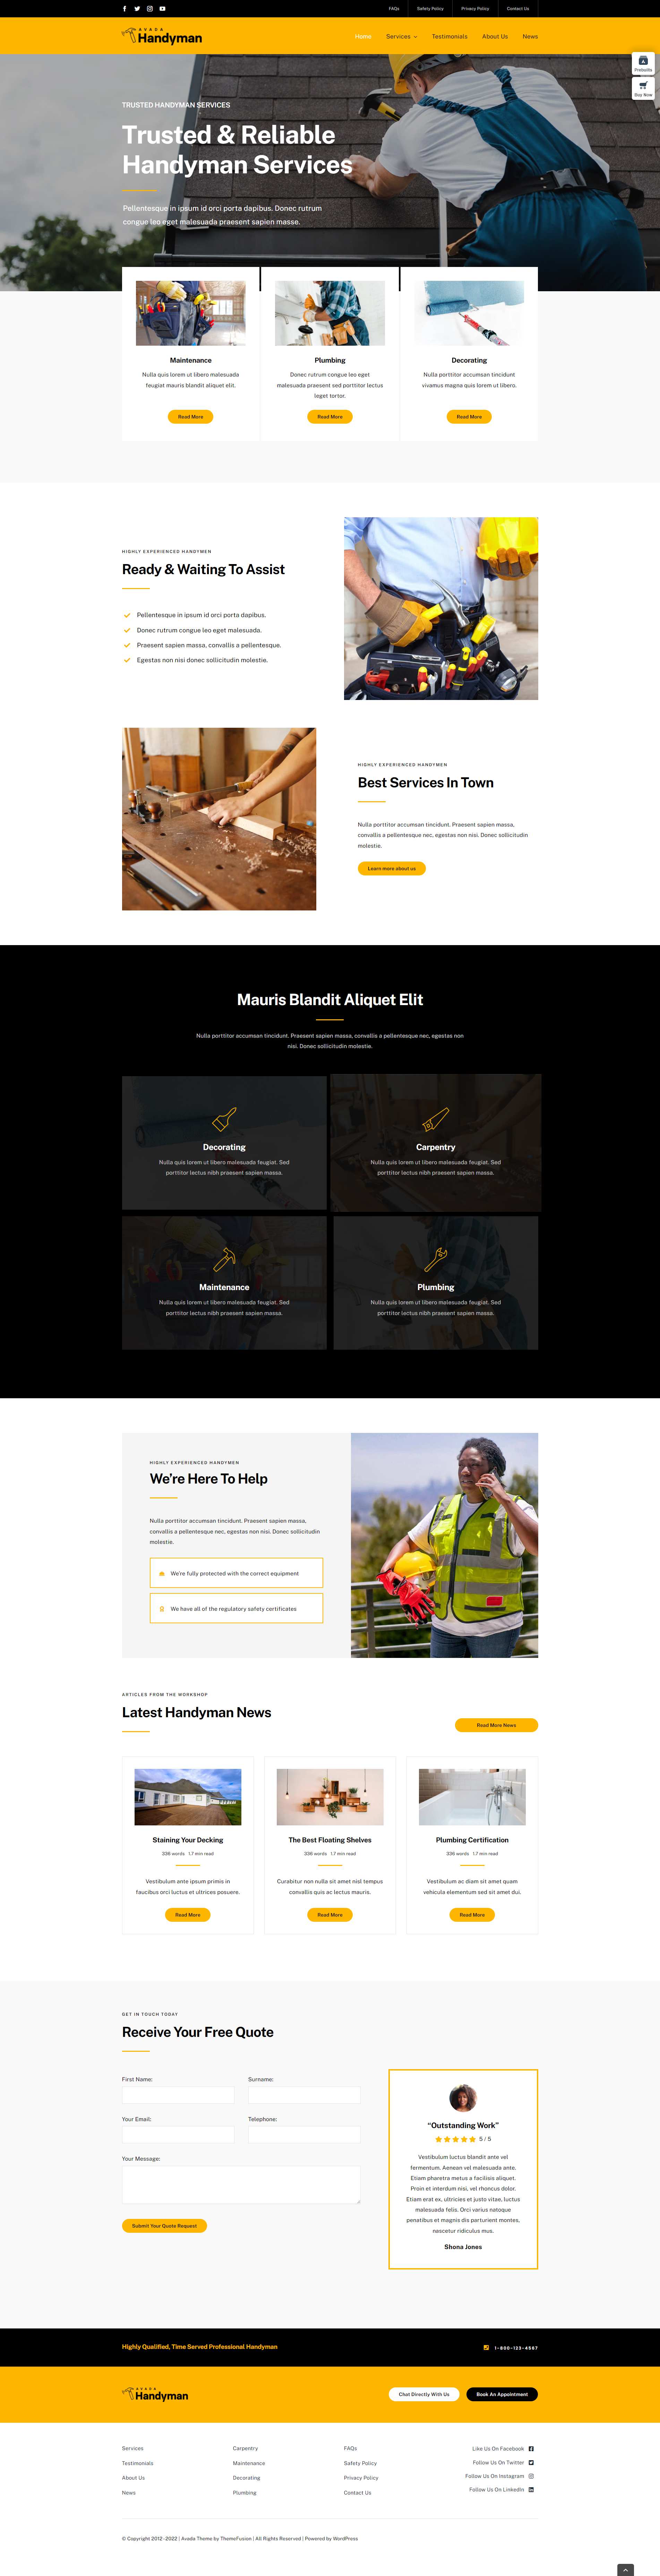 FAQs Safety Policy Privacy Policy Contact Us
AVADA
Handyman
Home Services Testimonials About Us News
Prebuilts
Buy Now
TRUSTED HANDYMAN SERVICES
Trusted & Reliable
Handyman Services
Pellentesque in ipsum id orci porta dapibus. Donec rutrum
congue leo eget malesuada praesent sapien masse.
Maintenance
Nulla quis lorem ut libero malesuada
feugiat mauris blandit aliquet elit.
Read More
Plumbing
Donec rutrum congue leo eget
malesuada praesent sed porttitor lectus
leget tortor.
Read More
Decorating
Nulla porttitor accumsan tincidunt
vivamus magna quis lorem ut libero.
Read More
HIGHLY EXPERIENCED HANDYMEN
Ready & Waiting To Assist
Pellentesque in ipsum id orci porta dapibus.
Donec rutrum congue leo eget malesuada.
Praesent sapien massa, convallis a pellentesque.
Egestas non nisi donec sollicitudin molestie.
HIGHLY EXPERIENCED HANDYMEN
Best Services In Town
Nulla porttitor accumsan tincidunt. Praesent sapien massa,
convallis a pellentesque nec, egestas non nisi. Donec sollicitudin
molestie.
Learn more about us
Mauris Blandit Aliquet Elit
Nulla porttitor accumsan tincidunt. Praesent sapien massa, convallis a pellentesque nec, egestas non
nisi. Donec sollicitudin molestie.
Decorating
Nulla quis lorem ut libero malesuada feugiat. Sed
porttitor lectus nibh praesent sapien massa.
Carpentry
Nulla quis lorem ut libero malesuada feugiat. Sed
porttitor lectus nibh praesent sapien massa.
Maintenance
Nulla quis lorem ut libero malesuada feugiat. Sed
porttitor lectus nibh praesent sapien massa.
Plumbing
Nulla quis lorem ut libero malesuada feugiat. Sed
porttitor lectus nibh praesent sapien massa.
HIGHLY EXPERIENCED HANDYMEN
We're Here To Help
Nulla porttitor accumsan tincidunt. Praesent sapien massa,
convallis a pellentesque nec, egestas non nisi. Donec sollicitudin
molestie.
We're fully protected with the correct equipment
We have all of the regulatory safety certificates
ARTICLES FROM THE WORKSHOP
Latest Handyman News
Read More News
Staining Your Decking
336 words 1.7 min read
Vestibulum ante ipsum primis in
faucibus orci luctus et ultrices posuere.
Read More
The Best Floating Shelves
336 words 1.7 min read
Curabitur non nulla sit amet nisl tempus
convallis quis ac lectus mauris.
Read More
Plumbing Certification
336 words 1.7 min read
Vestibulum ac diam sit amet quam
vehicula elementum sed sit amet dui.
Read More
GET IN TOUCH TODAY
Receive Your Free Quote
First Name:
Surname:
Your Email:
Telephone:
Your Message:
Submit Your Quote Request
“Outstanding Work”
5 / 5
Vestibulum luctus blandit ante vel
fermentum. Aenean vel malesuada ante.
Etiam pharetra metus a facilisis aliquet.
Proin et interdum nisi, vel rhoncus dolor.
Etiam erat ex, ultricies et justo vitae, luctus
malesuada felis. Orci varius natoque
penatibus et magnis dis parturient montes,
nascetur ridiculus mus.
Shona Jones
Highly Qualified, Time Served Professional Handyman
1-800-123-4567
AVADA
Handyman
Chat Directly With Us
Book An Appointment
Services
Testimonials
About Us
News
Carpentry
Maintenance
Decorating
Plumbing
FAQs
Safety Policy
Privacy Policy
Contact Us
Like Us On Facebook
Follow Us On Twitter
Follow Us On Instagram
Follow Us On LinkedIn
© Copyright 2012 - 2022 | Avada Theme by ThemeFusion | All Rights Reserved | Powered by WordPress